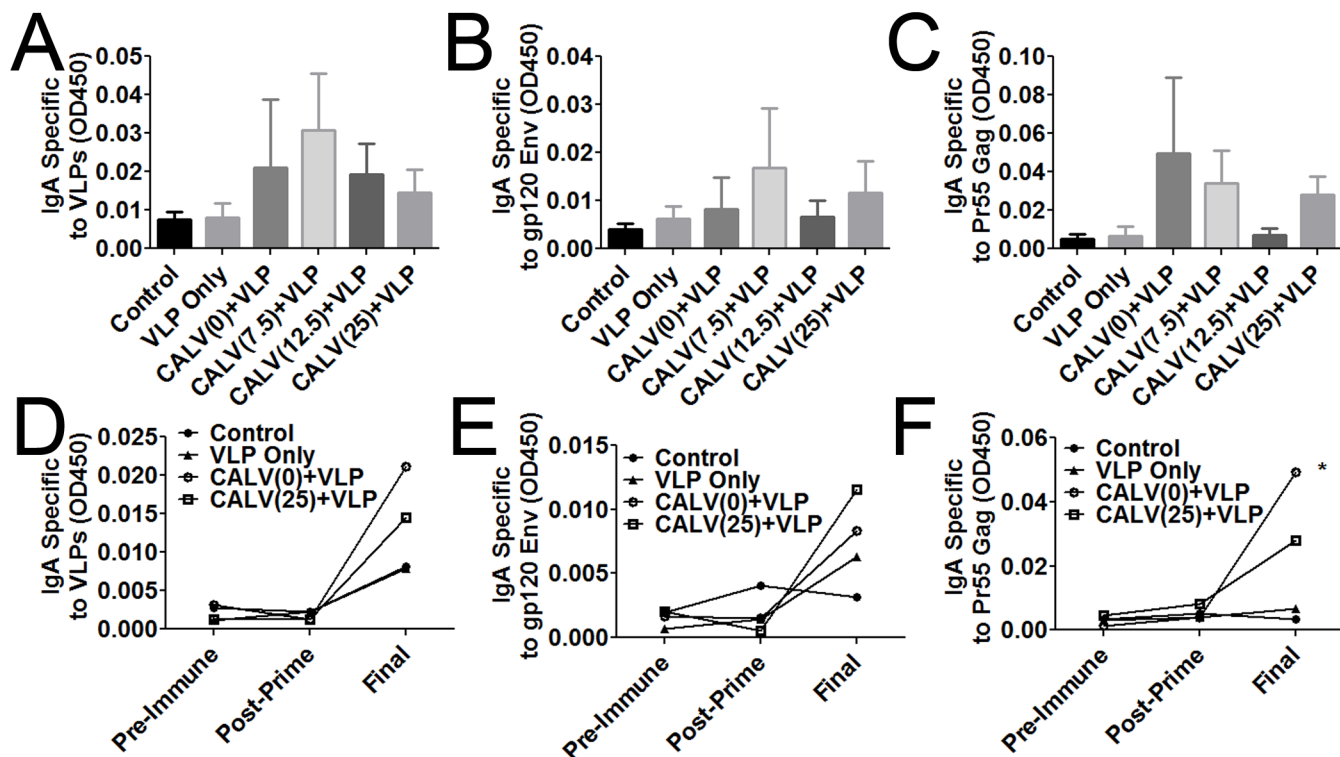 A
IgA Specific
to VLPs (OD450)
0.05
0.04
0.03
0.02
0.01
0.00
Control
VLP Only
CALV(0)+VLP
CALV(7.5)+VLP
CALV(12.5)+VLP
CALV(25)+VLP
B
IgA Specific
to gp120 Env (OD450)
0.04
0.03
0.02
0.01
0.00
Control
VLP Only
CALV(0)+VLP
CALV(7.5)+VLP
CALV(12.5)+VLP
CALV(25)+VLP
C
IgA Specific
to Pr55 Gag (OD450)
0.10
0.08
0.06
0.04
0.02
0.00
Control
VLP Only
CALV(0)+VLP
CALV(7.5)+VLP
CALV(12.5)+VLP
CALV(25)+VLP
D
IgA Specific
to VLPs (OD450)
0.025
0.020
0.015
0.010
0.005
0.000
Control
VLP Only
CALV(0)+VLP
CALV(25)+VLP
Pre-Immune
Post-Prime
Final
E
IgA Specific
to gp120 Env (OD450)
0.015
0.010
0.005
0.000
Control
VLP Only
CALV(0)+VLP
CALV(25)+VLP
Pre-Immune
Post-Prime
Final
F
IgA Specific
to Pr55 Gag (OD450)
0.06
0.04
0.02
0.00
Control
VLP Only
CALV(0)+VLP
CALV(25)+VLP
*
Pre-Immune
Post-Prime
Final